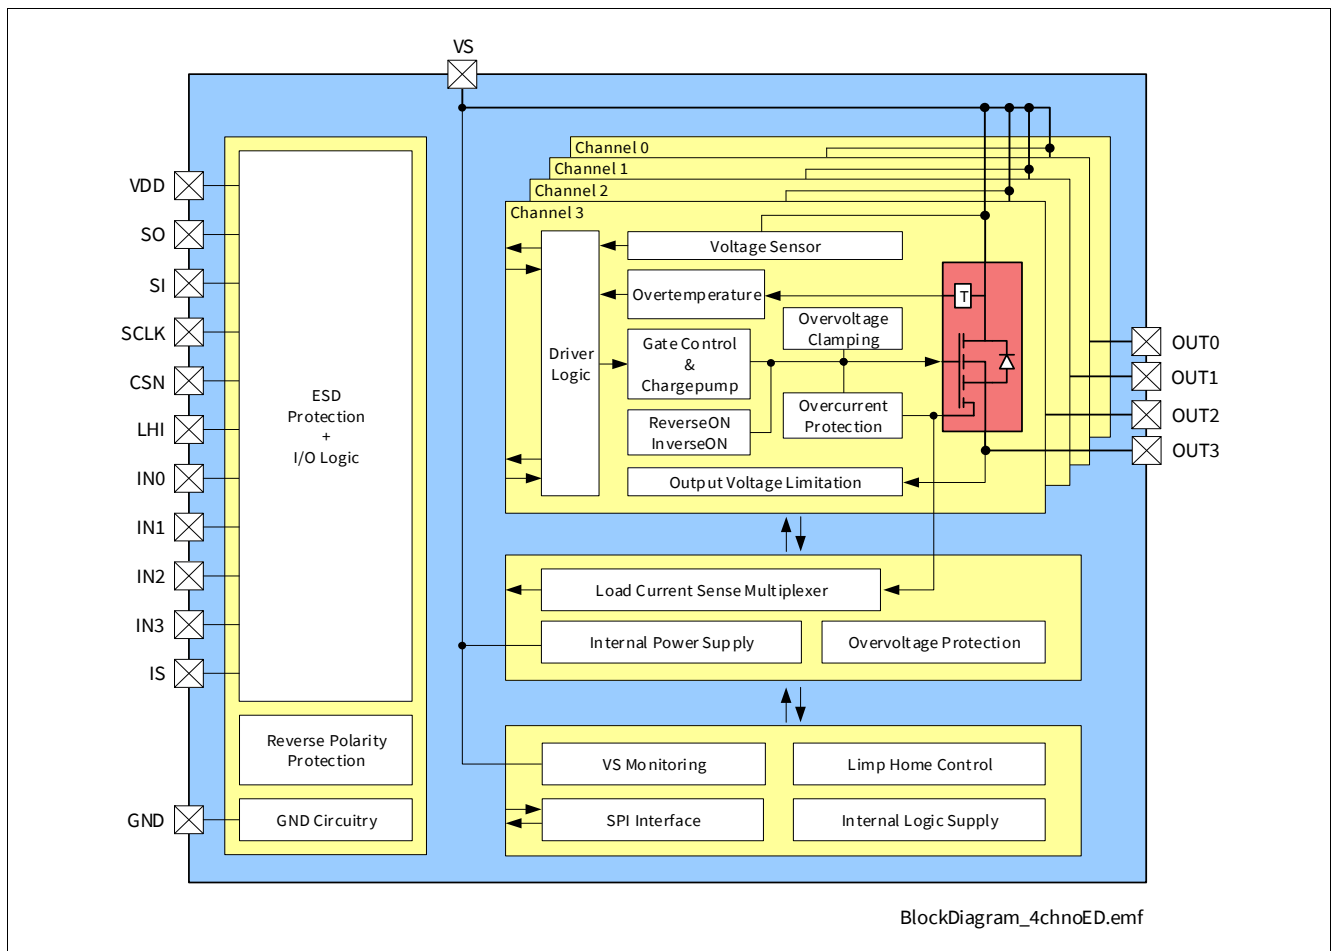 VS
VDD
SO
SI
SCLK
CSN
LHI
IN0
IN1
IN2
IN3
IS
GND
ESD
Protection
+
I/O Logic
Reverse Polarity
Protection
GND Circuitry
Channel 0
Channel 1
Channel 2
Channel 3
Driver
Logic
Voltage Sensor
Overtemperature
T
Gate Control
&
Chargepump
Overvoltage
Clamping
ReverseON
InverseON
Overcurrent
Protection
Output Voltage Limitation
OUT0
OUT1
OUT2
OUT3
Load Current Sense Multiplexer
Internal Power Supply
Overvoltage Protection
VS Monitoring
Limp Home Control
SPI Interface
Internal Logic Supply
BlockDiagram_4chnoED.emf